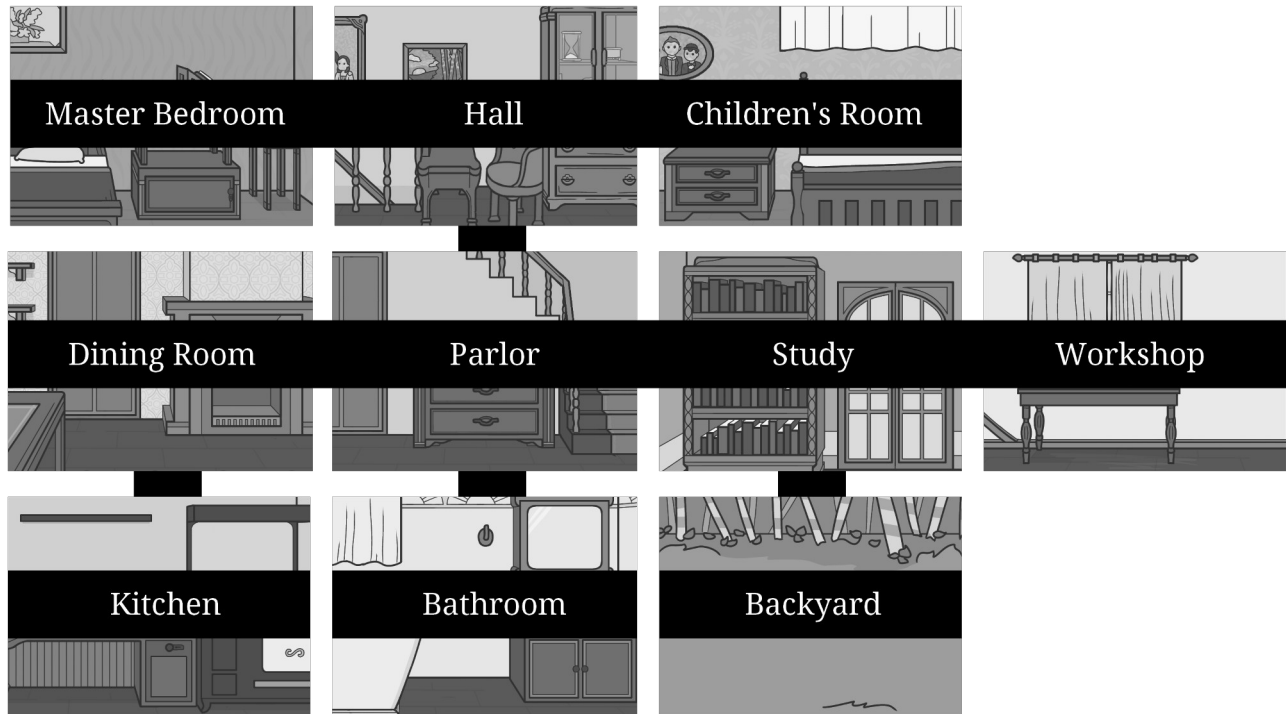 Master Bedroom
Hall
Children's Room
Dining Room
Parlor
Study
Workshop
Kitchen
Bathroom
Backyard